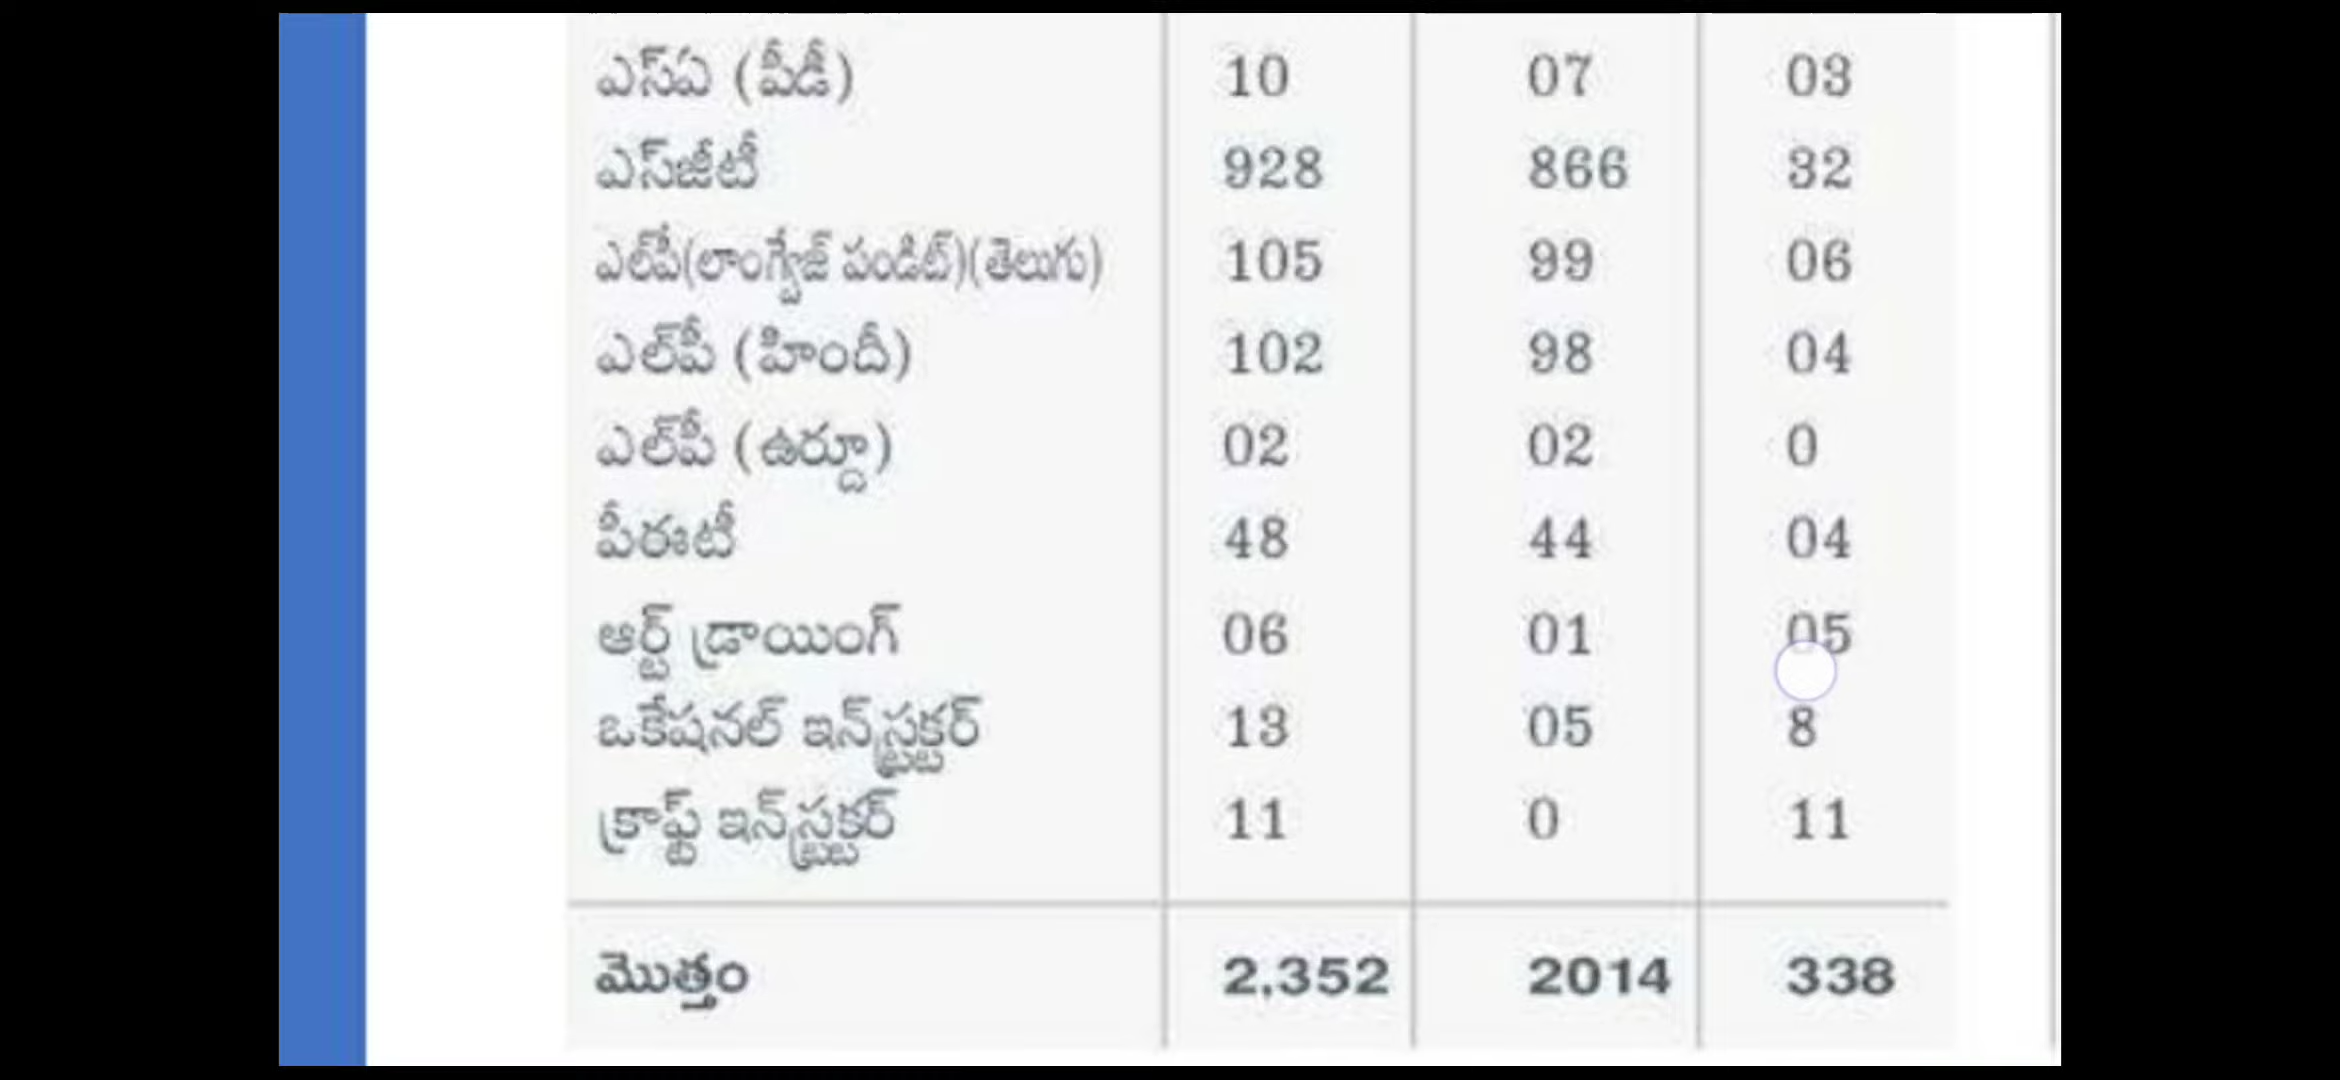 ఎస్ఏ (పీడీ) 10 07 03
ఎస్‌జీటీ 928 866 32
ఎల్‌పీ(లాంగ్వేజ్ పండిట్)(తెలుగు) 105 99 06
ఎల్‌పీ (హిందీ) 102 98 04
ఎల్‌పీ (ఉర్దూ) 02 02 0
పీఈటీ 48 44 04
ఆర్ట్ డ్రాయింగ్ 06 01 05
ఒకేషనల్ ఇన్‌స్ట్రక్టర్ 13 05 8
క్రాఫ్ట్ ఇన్‌స్ట్రక్టర్ 11 0 11
మొత్తం 2,352 2014 338